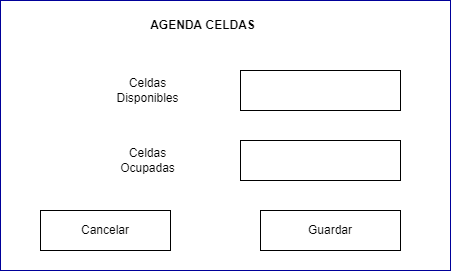 AGENDA CELDAS
Celdas
Disponibles
Celdas
Ocupadas
Cancelar
Guardar